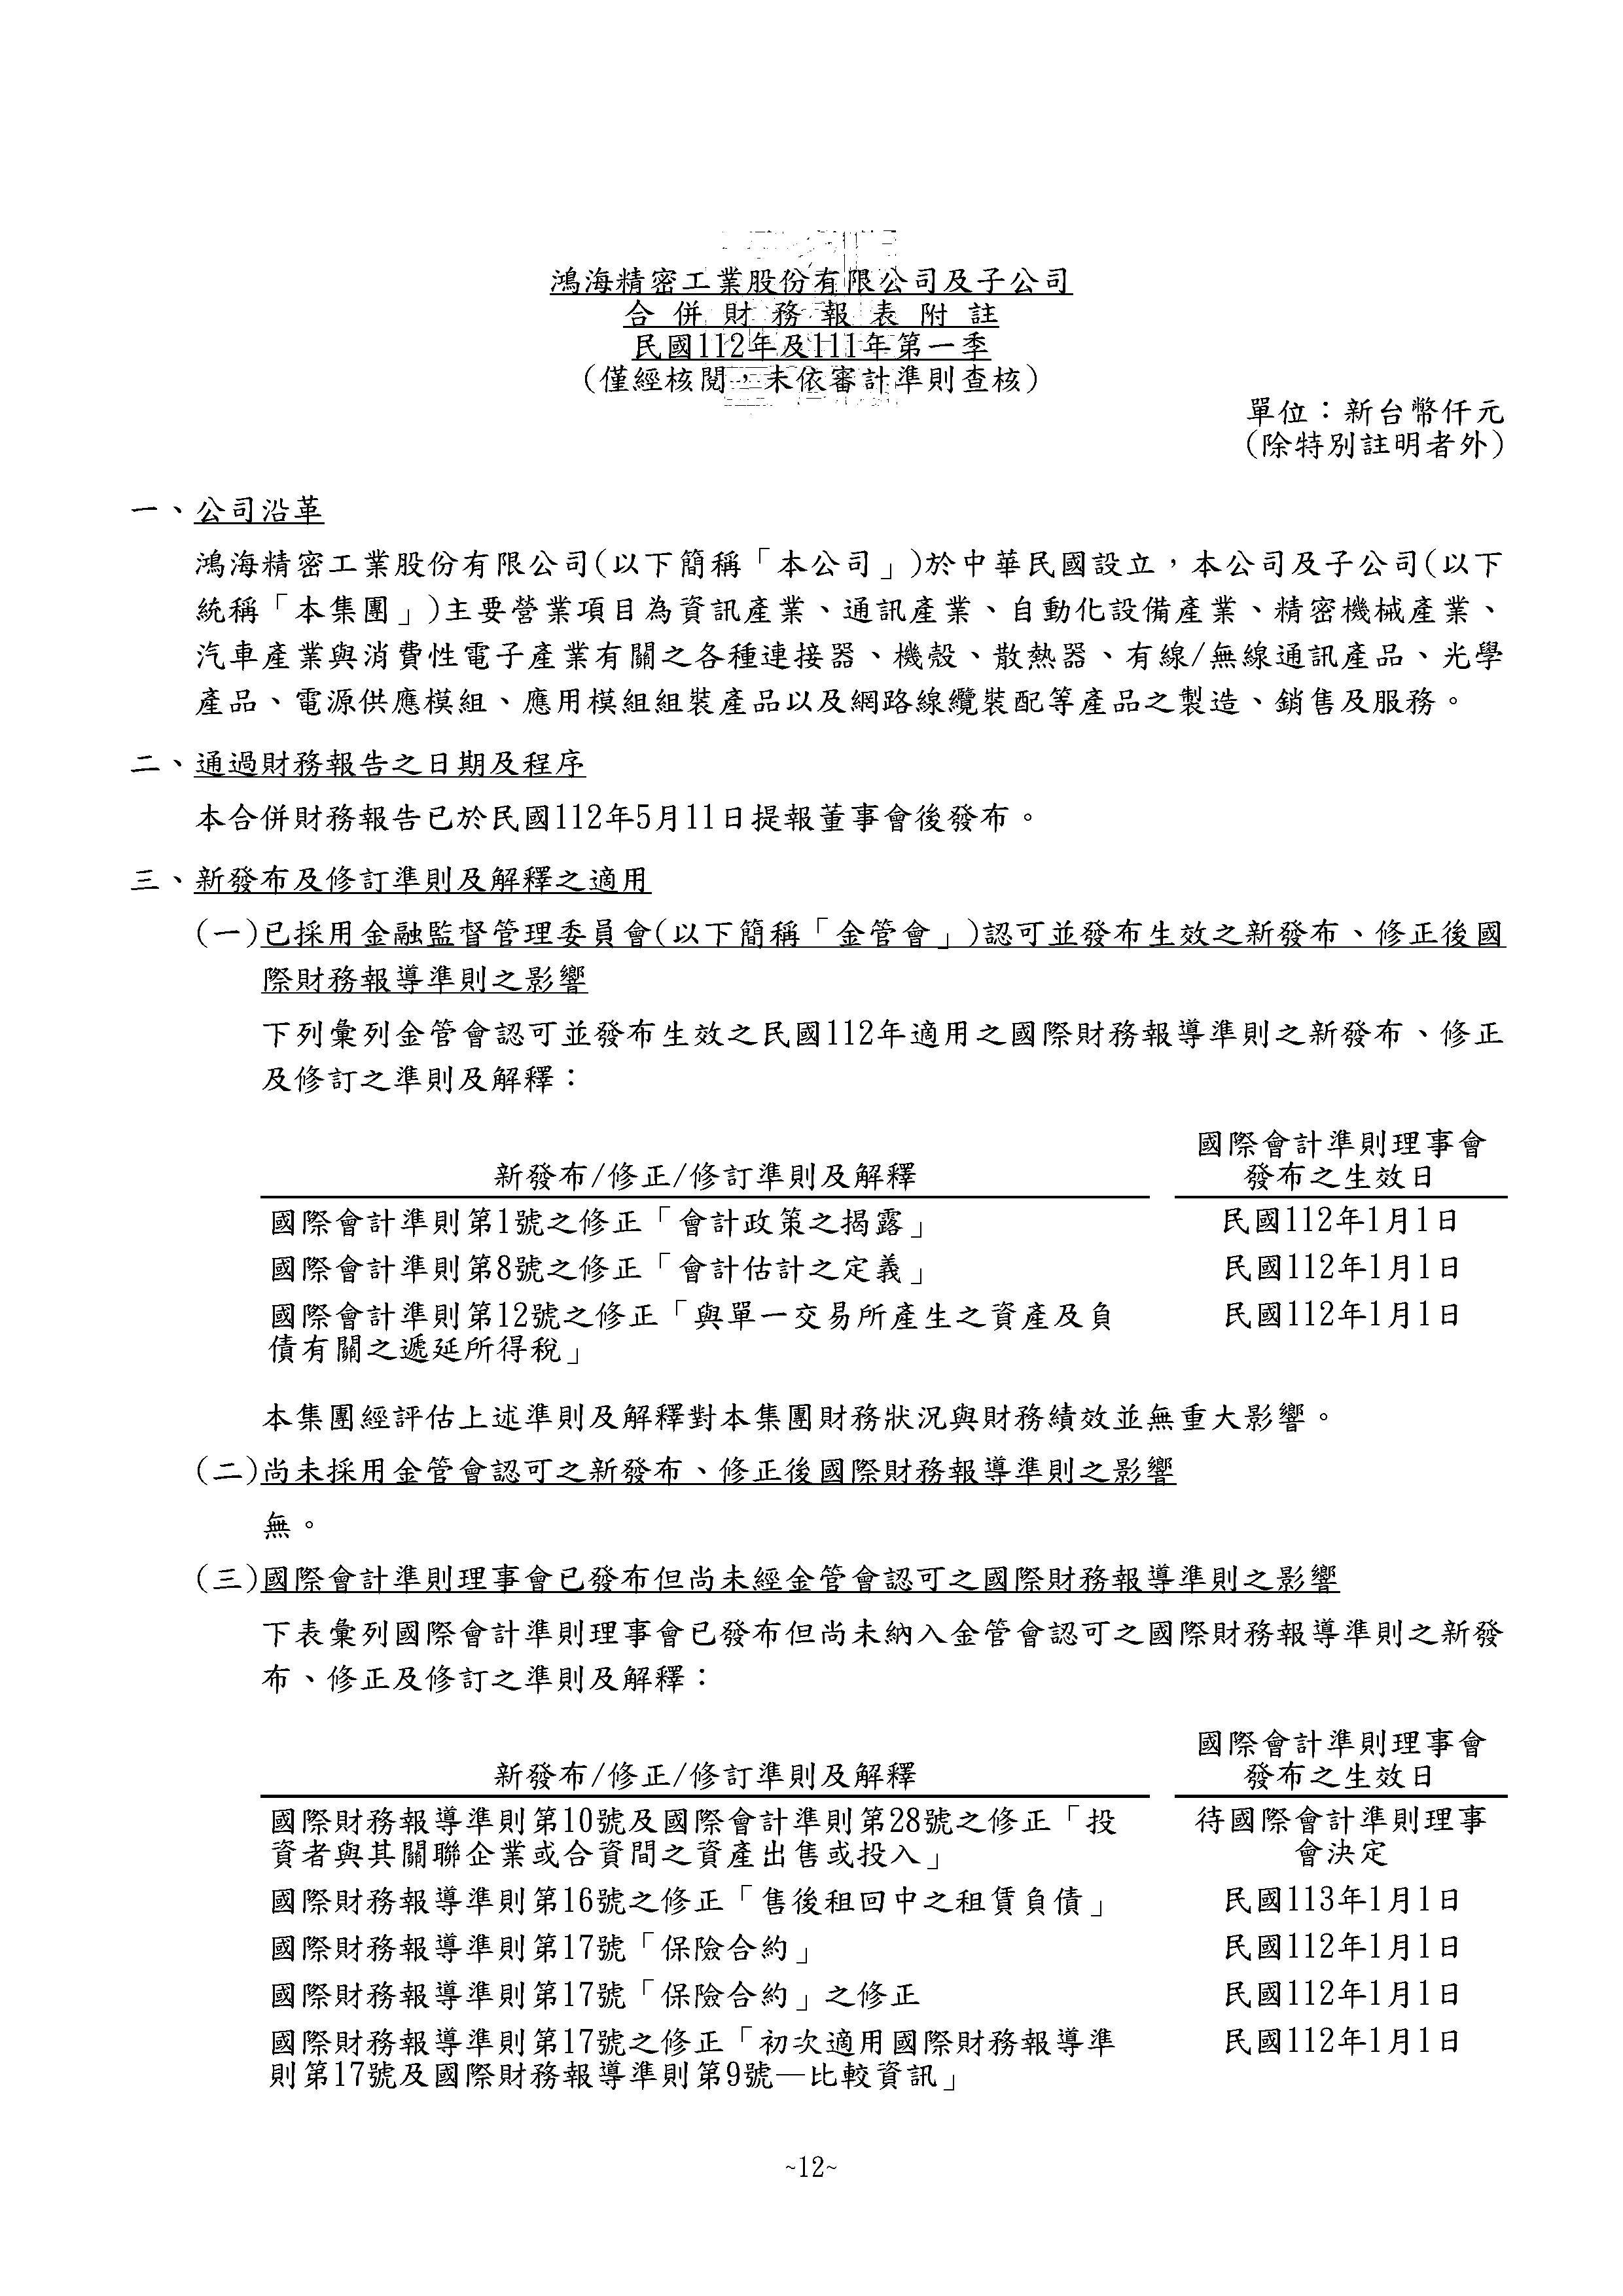 鴻海精密工業股份有限公司及子公司
合併財務報表附註
民國112年及111年第一季
(僅經核閱，未依審計準則查核)
單位：新台幣仟元
(除特別註明者外)
一、公司沿革
鴻海精密工業股份有限公司(以下簡稱「本公司」)於中華民國設立，本公司及子公司(以下
統稱「本集團」)主要營業項目為資訊產業、通訊產業、自動化設備產業、精密機械產業、
汽車產業與消費性電子產業有關之各種連接器、機殼、散熱器、有線/無線通訊產品、光學
產品、電源供應模組、應用模組組裝產品以及網路線纜裝配等產品之製造、銷售及服務。
二、通過財務報告之日期及程序
本合併財務報告已於民國112年5月11日提報董事會後發布。
三、新發布及修訂準則及解釋之適用
(一)已採用金融監督管理委員會(以下簡稱「金管會」)認可並發布生效之新發布、修正後國
際財務報導準則之影響
下列彙列金管會認可並發布生效之民國112年適用之國際財務報導準則之新發布、修正
及修訂之準則及解釋：
國際會計準則理事會
新發布/修正/修訂準則及解釋 發布之生效日
國際會計準則第1號之修正「會計政策之揭露」 民國112年1月1日
國際會計準則第8號之修正「會計估計之定義」 民國112年1月1日
國際會計準則第12號之修正「與單一交易所產生之資產及負 民國112年1月1日
債有關之遞延所得稅」
本集團經評估上述準則及解釋對本集團財務狀況與財務績效並無重大影響。
(二)尚未採用金管會認可之新發布、修正後國際財務報導準則之影響
無。
(三)國際會計準則理事會已發布但尚未經金管會認可之國際財務報導準則之影響
下表彙列國際會計準則理事會已發布但尚未納入金管會認可之國際財務報導準則之新發
布、修正及修訂之準則及解釋：
國際會計準則理事會
新發布/修正/修訂準則及解釋 發布之生效日
國際財務報導準則第10號及國際會計準則第28號之修正「投 待國際會計準則理事
資者與其關聯企業或合資間之資產出售或投入」 會決定
國際財務報導準則第16號之修正「售後租回中之租賃負債」 民國113年1月1日
國際財務報導準則第17號「保險合約」 民國112年1月1日
國際財務報導準則第17號「保險合約」之修正 民國112年1月1日
國際財務報導準則第17號之修正「初次適用國際財務報導準 民國112年1月1日
則第17號及國際財務報導準則第9號—比較資訊」
~12~